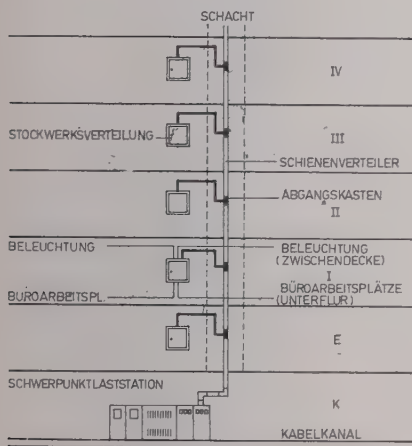 SCHACHT
IV
STOCKWERKSVERTEILUNG
III
SCHIENENVERTEILER
ABGANGSKASTEN
II
BELEUCHTUNG
BELEUCHTUNG
(ZWISCHENDECKE)
I
BÜROARBEITSPL.
BÜROARBEITSPLÄTZE
(UNTERFLUR)
E
SCHWERPUNKTLASTSTATION
K
KABELKANAL